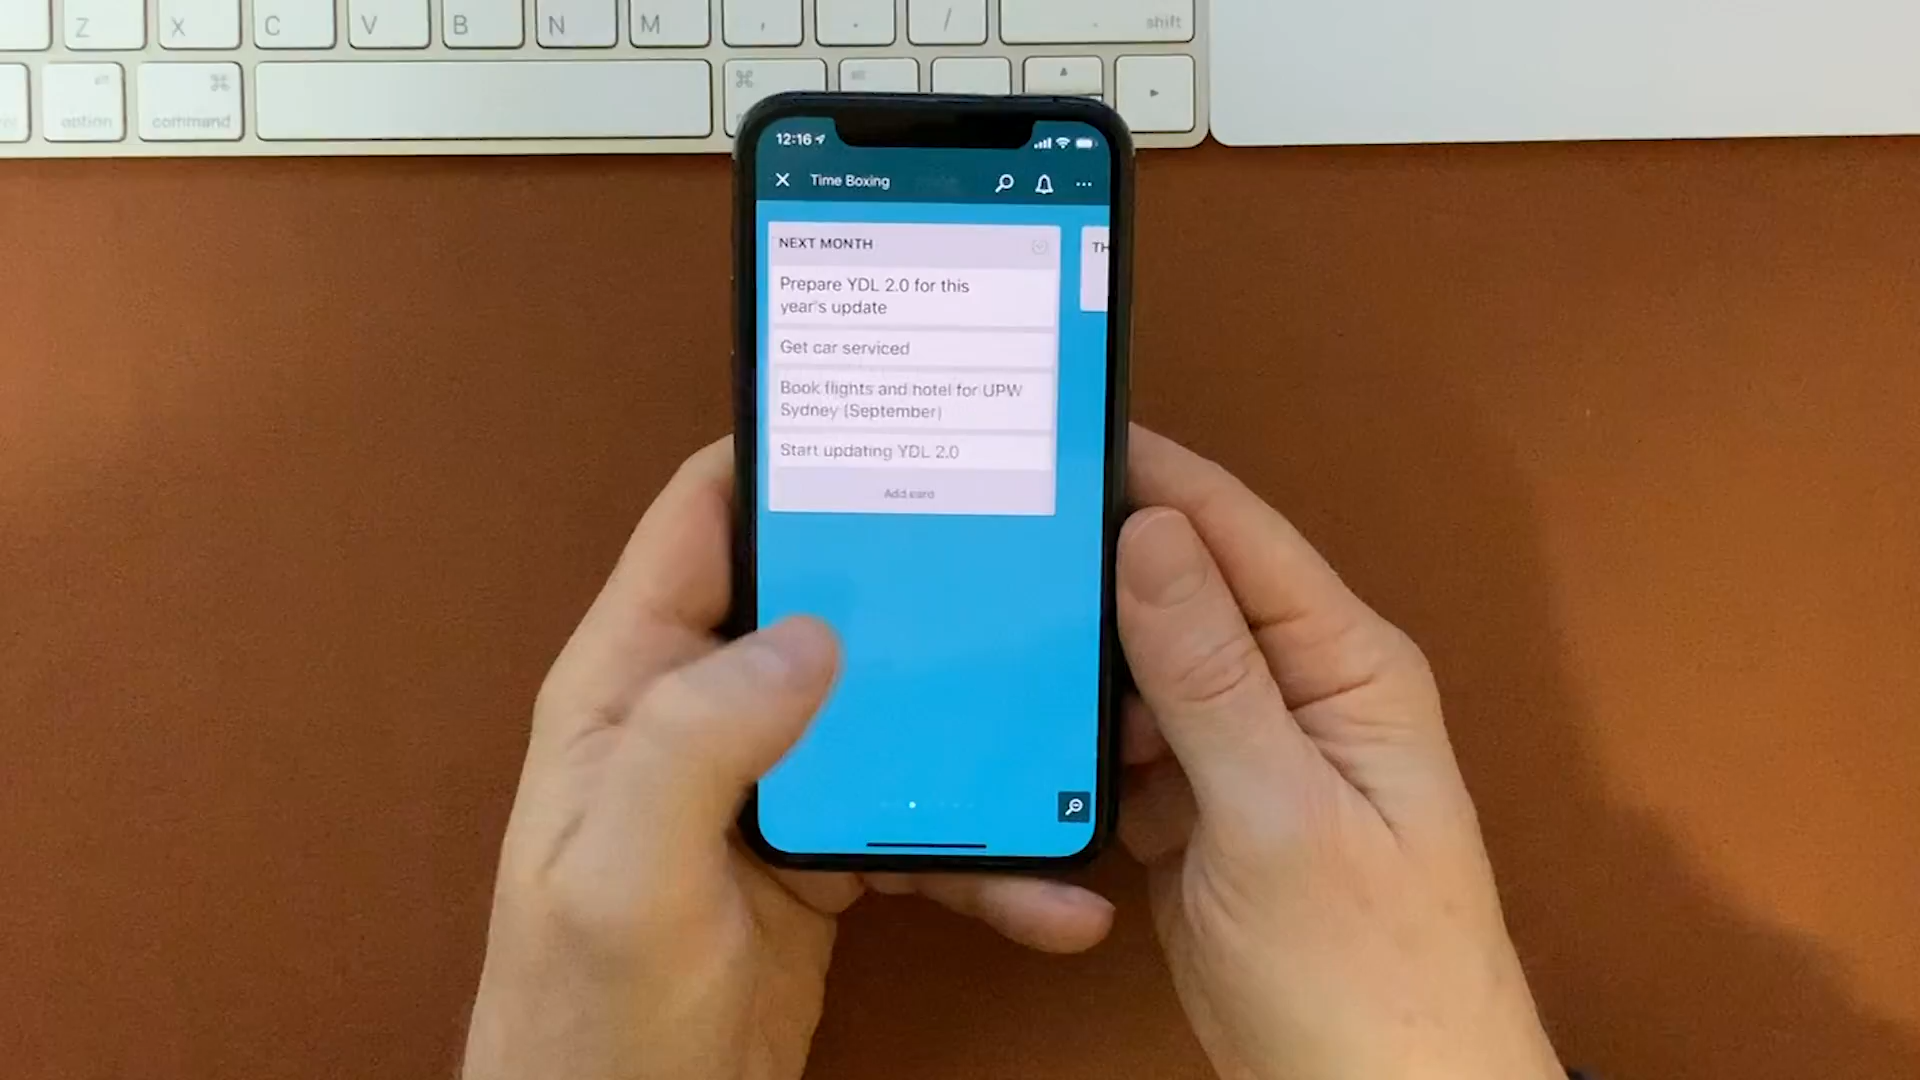 Z X C V B N M , . / shift
option command
12:16
Time Boxing
NEXT MONTH
TH
Prepare YDL 2.0 for this
year's update
Get car serviced
Book flights and hotel for UPW
Sydney (September)
Start updating YDL 2.0
Add card